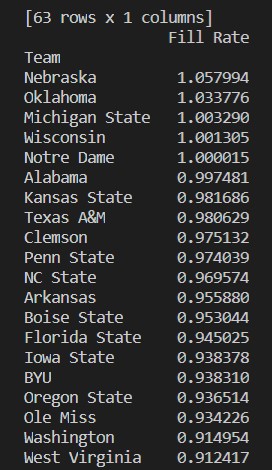 [63 rows x 1 columns]
Fill Rate
Team
Nebraska 1.057994
Oklahoma 1.033776
Michigan State 1.003290
Wisconsin 1.001305
Notre Dame 1.000015
Alabama 0.997481
Kansas State 0.981686
Texas A&M 0.980629
Clemson 0.975132
Penn State 0.974039
NC State 0.969574
Arkansas 0.955880
Boise State 0.953044
Florida State 0.945025
Iowa State 0.938378
BYU 0.938310
Oregon State 0.936514
Ole Miss 0.934226
Washington 0.914954
West Virginia 0.912417